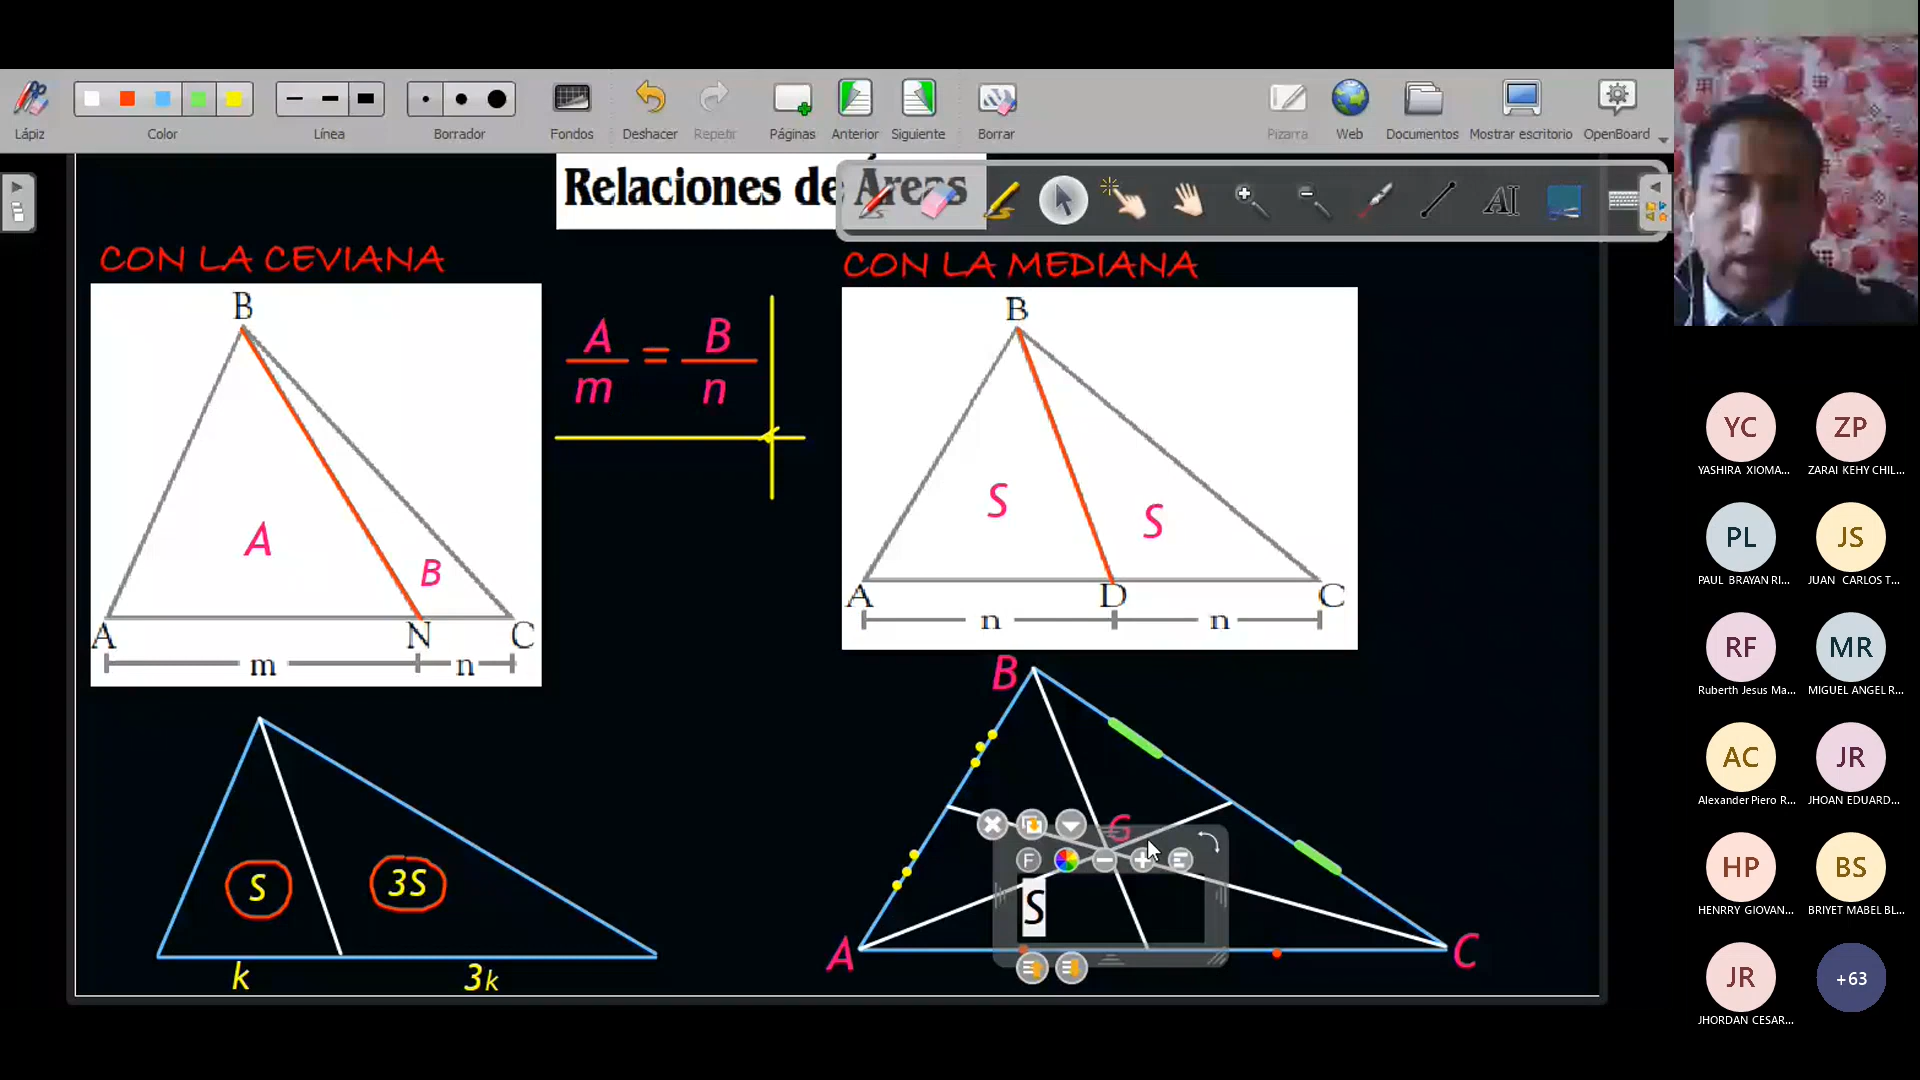 Lápiz
Color
Línea
Borrador
Fondos
Deshacer
Repetir
Páginas
Anterior
Siguiente
Borrar
Pizarra
Web
Documentos
Mostrar escritorio
OpenBoard
Relaciones de Áreas
AI
CON LA CEVIANA
B
A
B
A
N
C
m
n
A
m
=
B
n
CON LA MEDIANA
B
S
S
A
D
C
n
n
S
3S
k
3k
B
G
F
S
A
C
YC
YASHIRA XIOMA...
ZP
ZARAI KEHY CHIL...
PL
PAUL BRAYAN RI...
JS
JUAN CARLOS T...
RF
Ruberth Jesus Ma...
MR
MIGUEL ANGEL R...
AC
Alexander Piero R...
JR
JHOAN EDUARD...
HP
HENRRY GIOVAN...
BS
BRIYET MABEL BL...
JR
JHORDAN CESAR...
+63